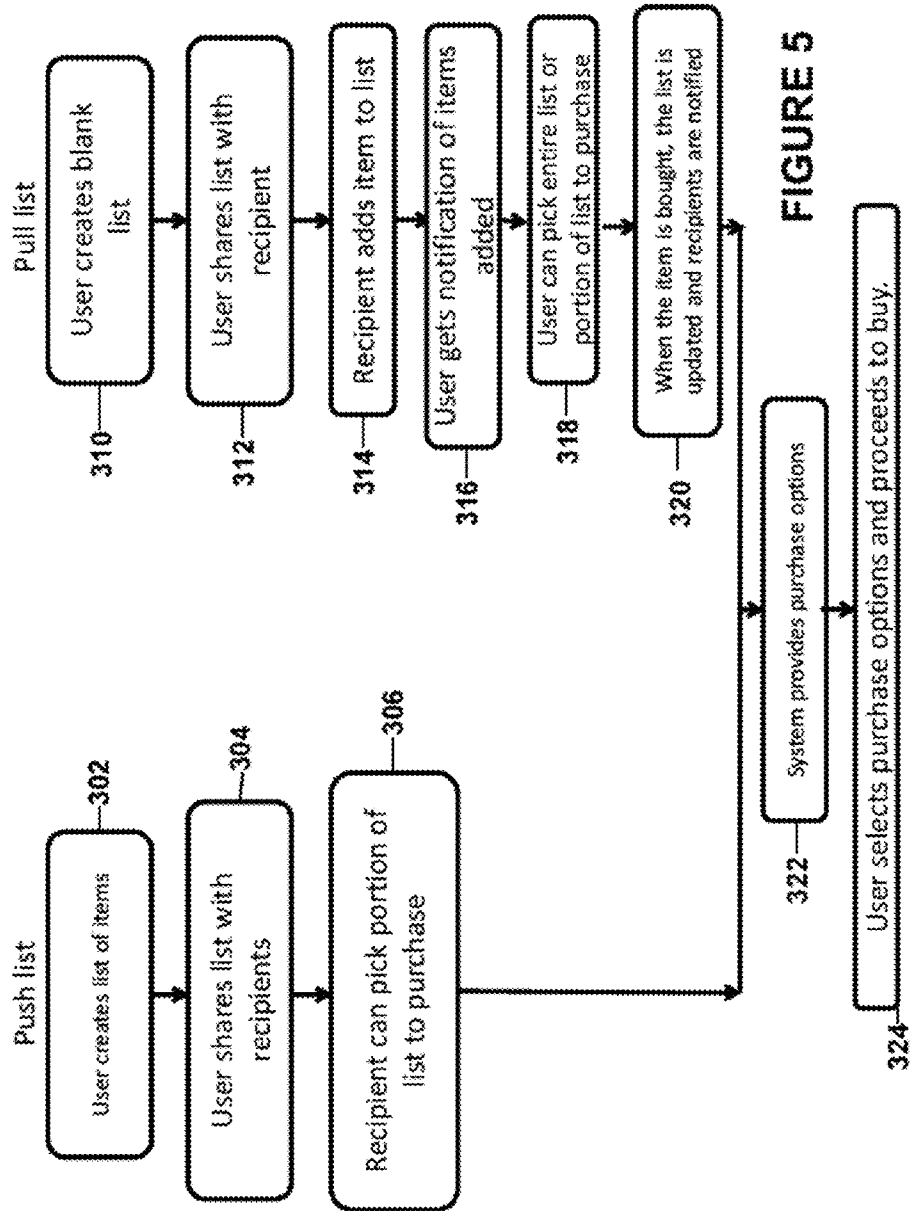 Push list
User creates list of items
302
User shares list with
recipients
304
Recipient can pick portion of
list to purchase
306
Pull list
User creates blank
list
310
User shares list with
recipient
312
Recipient adds item to list
314
User gets notification of items
added
316
User can pick entire list or
portion of list to purchase
318
When the item is bought, the list is
updated and recipients are notified
320
System provides purchase options
322
User selects purchase options and proceeds to buy.
324
FIGURE 5